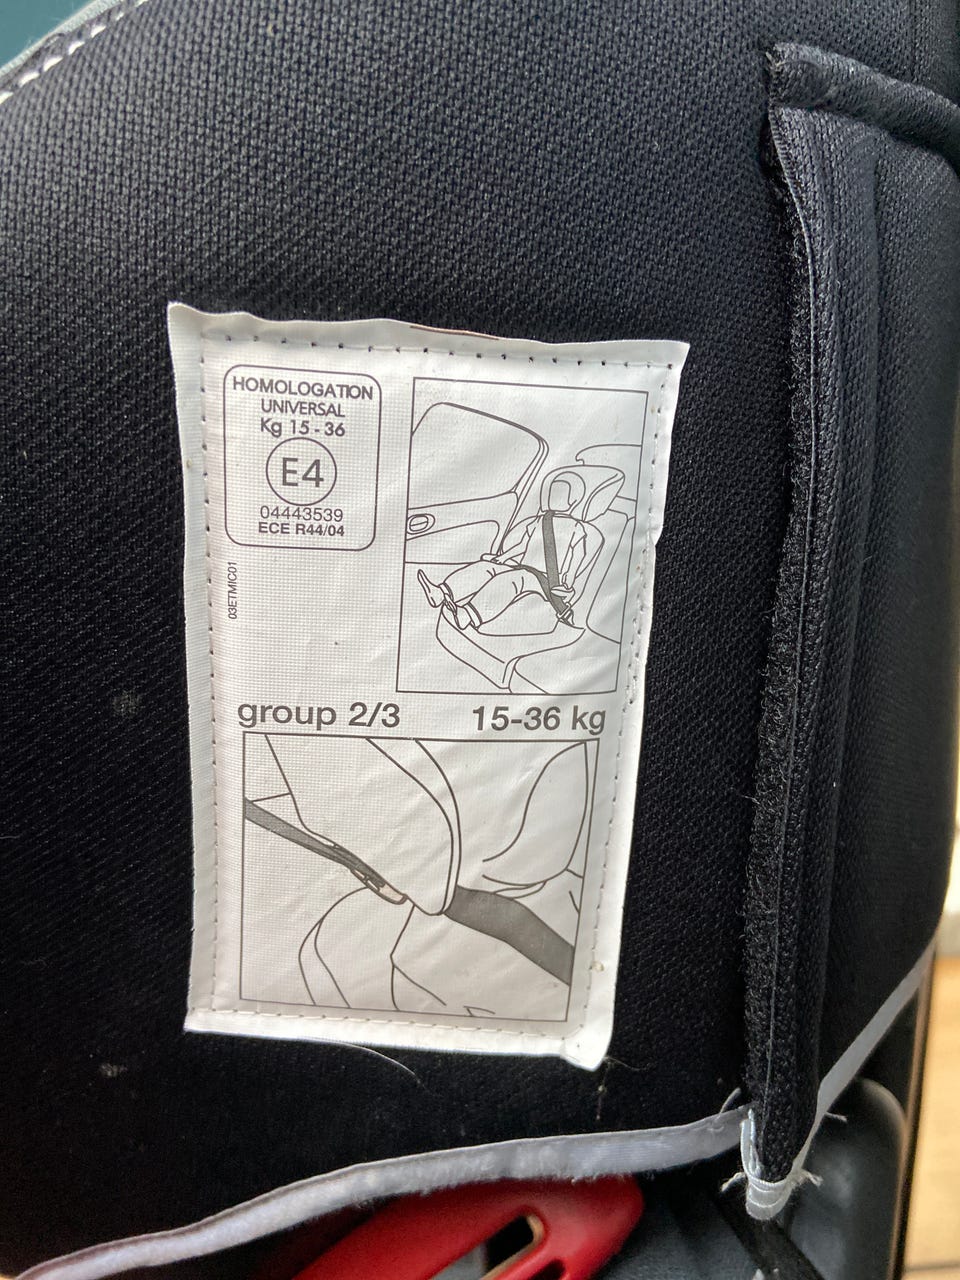 HOMOLOGATION
UNIVERSAL
Kg 15 - 36
E4
04443539
ECE R44/04
03ETMIC01
group 2/3 15-36 kg